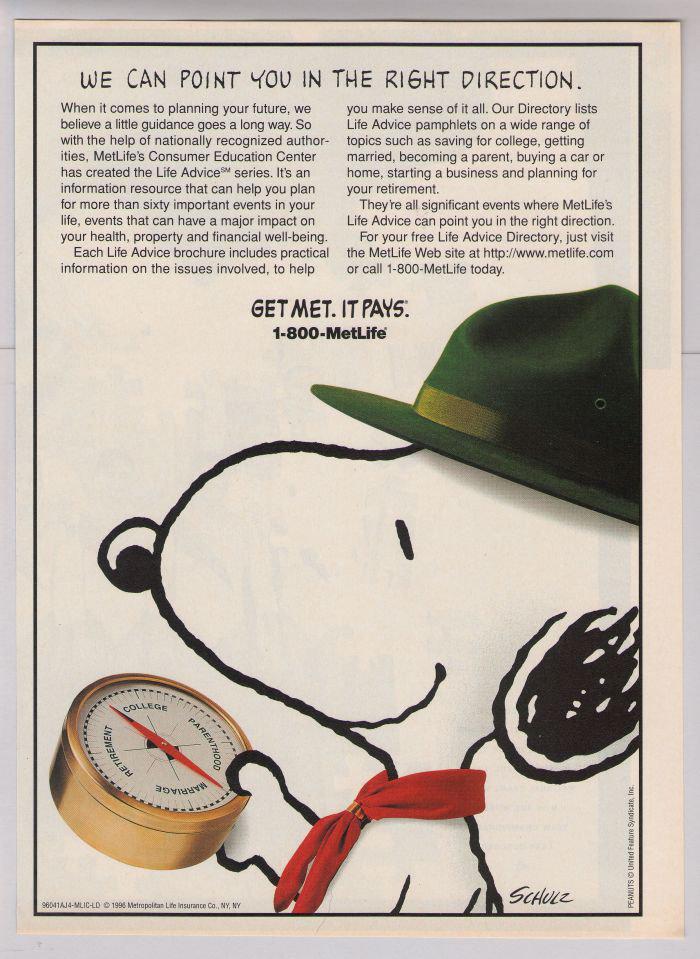 WE CAN POINT YOU IN THE RIGHT DIRECTION.
When it comes to planning your future, we
believe a little guidance goes a long way. So
with the help of nationally recognized author-
ities, MetLife's Consumer Education Center
has created the Life Advice℠ series. It's an
information resource that can help you plan
for more than sixty important events in your
life, events that can have a major impact on
your health, property and financial well-being.
Each Life Advice brochure includes practical
information on the issues involved, to help
you make sense of it all. Our Directory lists
Life Advice pamphlets on a wide range of
topics such as saving for college, getting
married, becoming a parent, buying a car or
home, starting a business and planning for
your retirement.
They're all significant events where MetLife's
Life Advice can point you in the right direction.
For your free Life Advice Directory, just visit
the MetLife Web site at http://www.metlife.com
or call 1-800-MetLife today.
GET MET. IT PAYS.®
1-800-MetLife®
COLLEGE
PARENTHOOD
MARRIAGE
RETIREMENT
SCHULZ
PEANUTS © United Feature Syndicate, Inc.
96041AJ4-MLIC-LD © 1996 Metropolitan Life Insurance Co., NY, NY